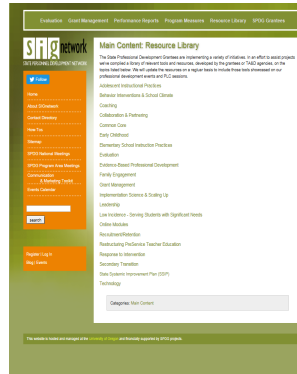 Evaluation Grant Management Performance Reports Program Measures Resource Library SPDG Grantees
SIG network
STATE PERSONNEL DEVELOPMENT NETWORK
Follow
Home
About SIGnetwork
Contact Directory
How-Tos
Sitemap
SPDG National Meetings
SPDG Program Area Meetings
Communication
A Marketing Toolkit
Events Calendar
search
Register | Log in
Blog | Events
Main Content: Resource Library
The State Personnel Development Grantees are implementing a variety of initiatives, in an effort to assist projects
we've compiled a library of relevant tools and resources, developed by the grantees or TA&D agencies, on the
topics listed below. We will update the resources on a regular basis to include those tools showcased on our
professional development events and PLC sessions.
Adolescent Instructional Practices
Behavior Interventions & School Climate
Coaching
Collaboration & Partnering
Common Core
Early Childhood
Elementary School Instruction Practices
Evaluation
Evidence-Based Professional Development
Family Engagement
Grant Management
Implementation Science & Scaling Up
Leadership
Low Incidence - Serving Students with Significant Needs
Online Modules
Recruitment/Retention
Restructuring PreService Teacher Education
Response to Intervention
Secondary Transition
State Systems Improvement Plan (SSIP)
Technology
Categories: Main Content
This website is hosted and managed at the University of Oregon and financially supported by SPDG projects.